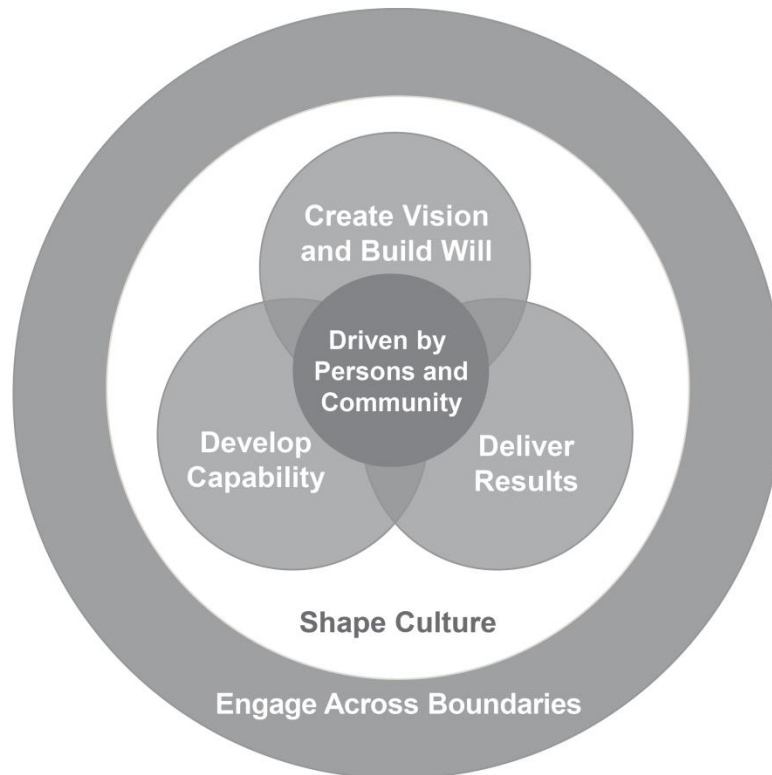 Create Vision
and Build Will
Driven by
Persons and
Community
Develop
Capability
Deliver
Results
Shape Culture
Engage Across Boundaries